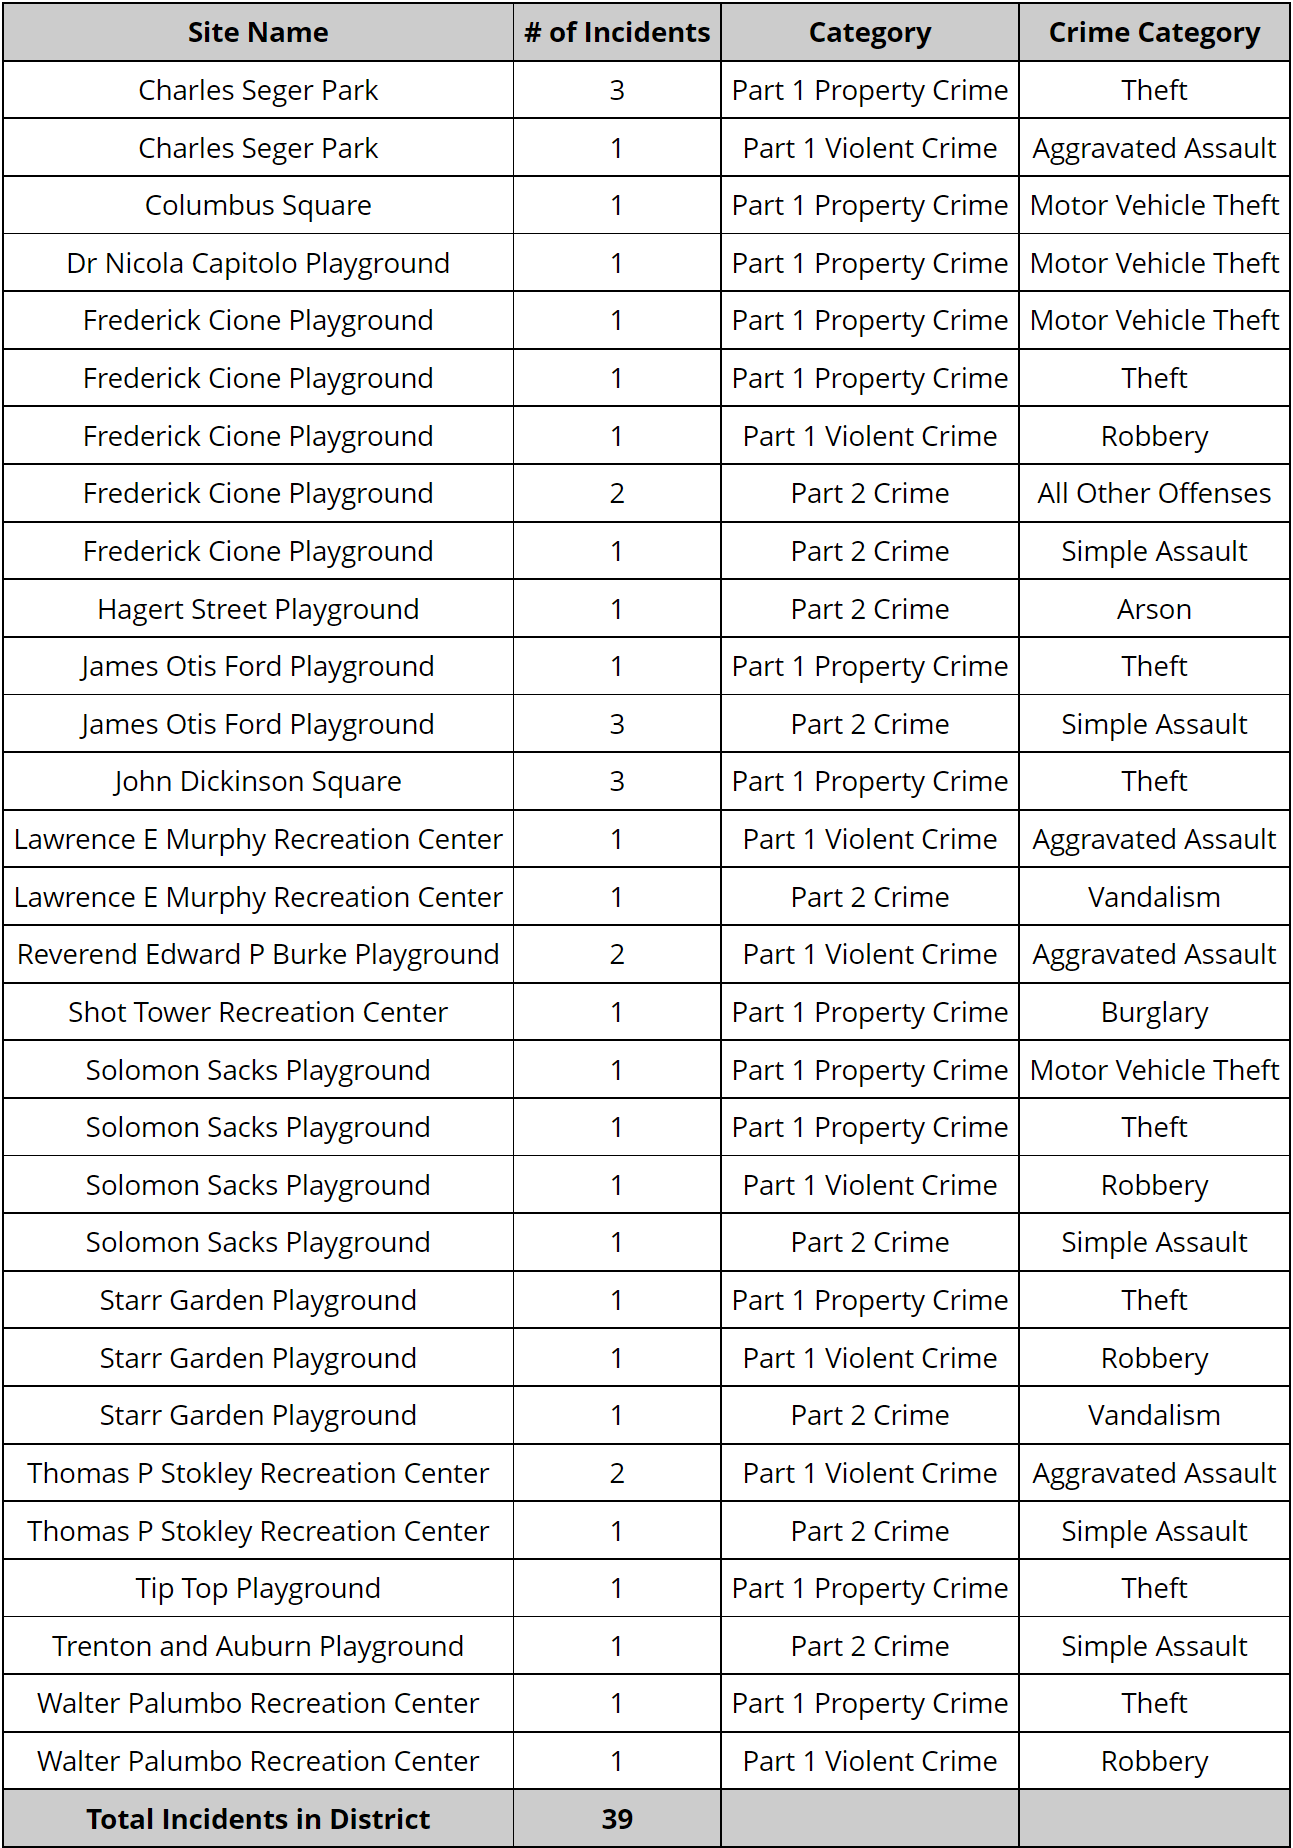 Site Name # of Incidents Category Crime Category
Charles Seger Park 3 Part 1 Property Crime Theft
Charles Seger Park 1 Part 1 Violent Crime Aggravated Assault
Columbus Square 1 Part 1 Property Crime Motor Vehicle Theft
Dr Nicola Capitolo Playground 1 Part 1 Property Crime Motor Vehicle Theft
Frederick Cione Playground 1 Part 1 Property Crime Motor Vehicle Theft
Frederick Cione Playground 1 Part 1 Property Crime Theft
Frederick Cione Playground 1 Part 1 Violent Crime Robbery
Frederick Cione Playground 2 Part 2 Crime All Other Offenses
Frederick Cione Playground 1 Part 2 Crime Simple Assault
Hagert Street Playground 1 Part 2 Crime Arson
James Otis Ford Playground 1 Part 1 Property Crime Theft
James Otis Ford Playground 3 Part 2 Crime Simple Assault
John Dickinson Square 3 Part 1 Property Crime Theft
Lawrence E Murphy Recreation Center 1 Part 1 Violent Crime Aggravated Assault
Lawrence E Murphy Recreation Center 1 Part 2 Crime Vandalism
Reverend Edward P Burke Playground 2 Part 1 Violent Crime Aggravated Assault
Shot Tower Recreation Center 1 Part 1 Property Crime Burglary
Solomon Sacks Playground 1 Part 1 Property Crime Motor Vehicle Theft
Solomon Sacks Playground 1 Part 1 Property Crime Theft
Solomon Sacks Playground 1 Part 1 Violent Crime Robbery
Solomon Sacks Playground 1 Part 2 Crime Simple Assault
Starr Garden Playground 1 Part 1 Property Crime Theft
Starr Garden Playground 1 Part 1 Violent Crime Robbery
Starr Garden Playground 1 Part 2 Crime Vandalism
Thomas P Stokley Recreation Center 2 Part 1 Violent Crime Aggravated Assault
Thomas P Stokley Recreation Center 1 Part 2 Crime Simple Assault
Tip Top Playground 1 Part 1 Property Crime Theft
Trenton and Auburn Playground 1 Part 2 Crime Simple Assault
Walter Palumbo Recreation Center 1 Part 1 Property Crime Theft
Walter Palumbo Recreation Center 1 Part 1 Violent Crime Robbery
Total Incidents in District 39